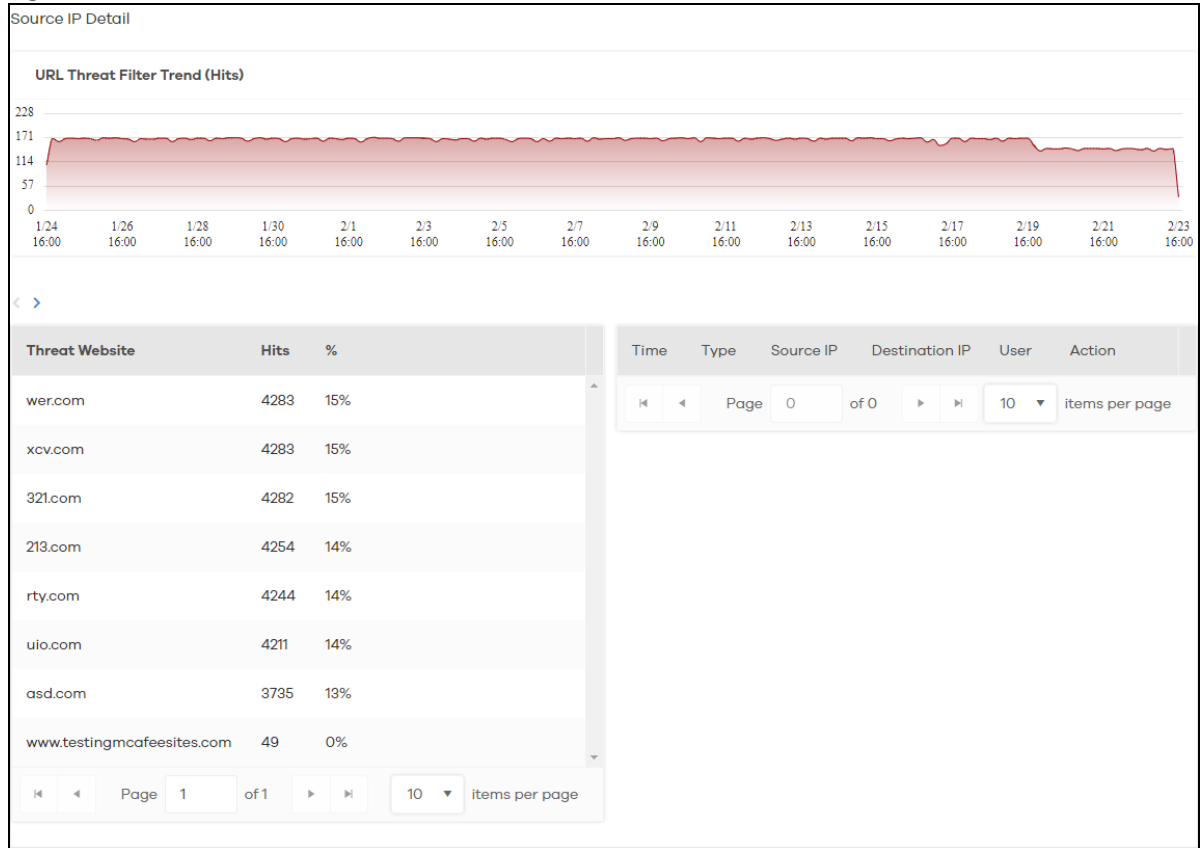 Source IP Detail
URL Threat Filter Trend (Hits)
228
171
114
57
0
1/24 1/26 1/28 1/30 2/1 2/3 2/5 2/7 2/9 2/11 2/13 2/15 2/17 2/19 2/21 2/23
16:00 16:00 16:00 16:00 16:00 16:00 16:00 16:00 16:00 16:00 16:00 16:00 16:00 16:00 16:00 16:00
Threat Website Hits %
wer.com 4283 15%
xcv.com 4283 15%
321.com 4282 15%
213.com 4254 14%
rty.com 4244 14%
uio.com 4211 14%
asd.com 3735 13%
www.testingmcafeesites.com 49 0%
Page 1 of 1 10 items per page
Time Type Source IP Destination IP User Action
Page 0 of 0 10 items per page